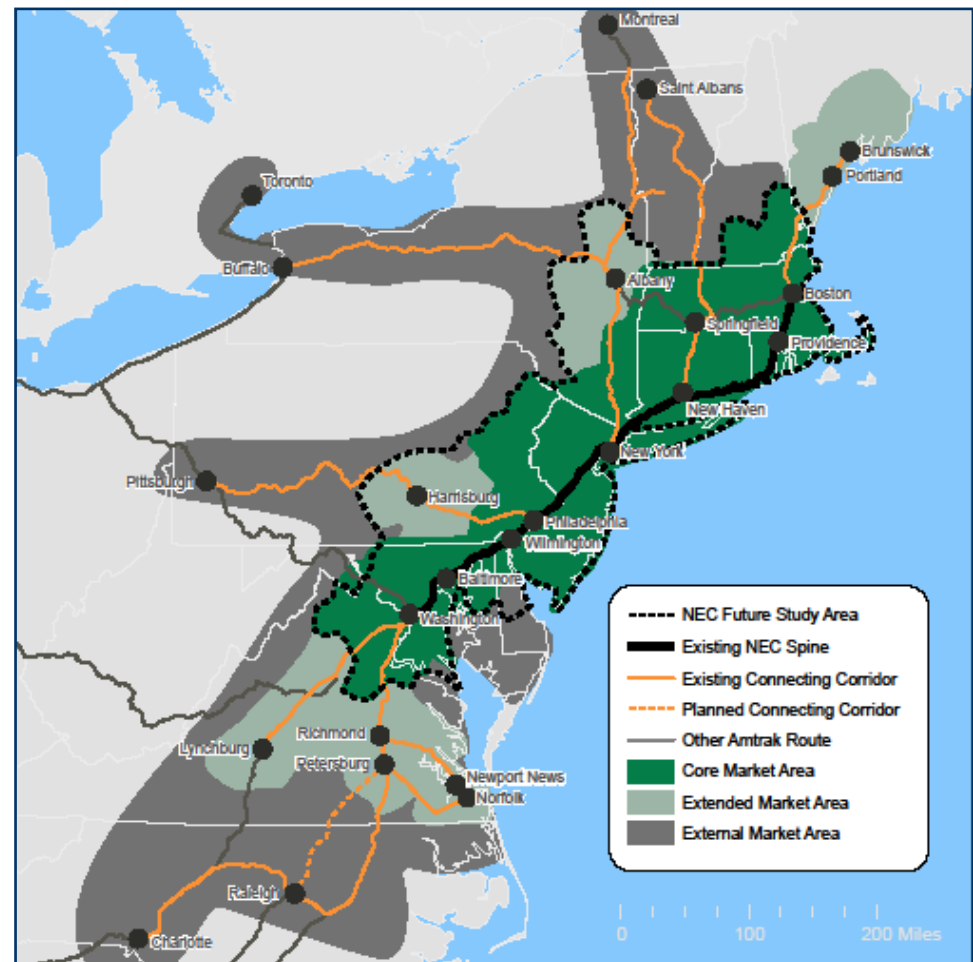 Montreal
Saint Albans
Brunswick
Portland
Toronto
Buffalo
Albany
Boston
Springfield
Providence
New Haven
New York
Pittsburgh
Harrisburg
Philadelphia
Wilmington
Baltimore
Washington
Richmond
Lynchburg
Petersburg
Newport News
Norfolk
Raleigh
Charlotte
NEC Future Study Area
Existing NEC Spine
Existing Connecting Corridor
Planned Connecting Corridor
Other Amtrak Route
Core Market Area
Extended Market Area
External Market Area
0 100 200 Miles